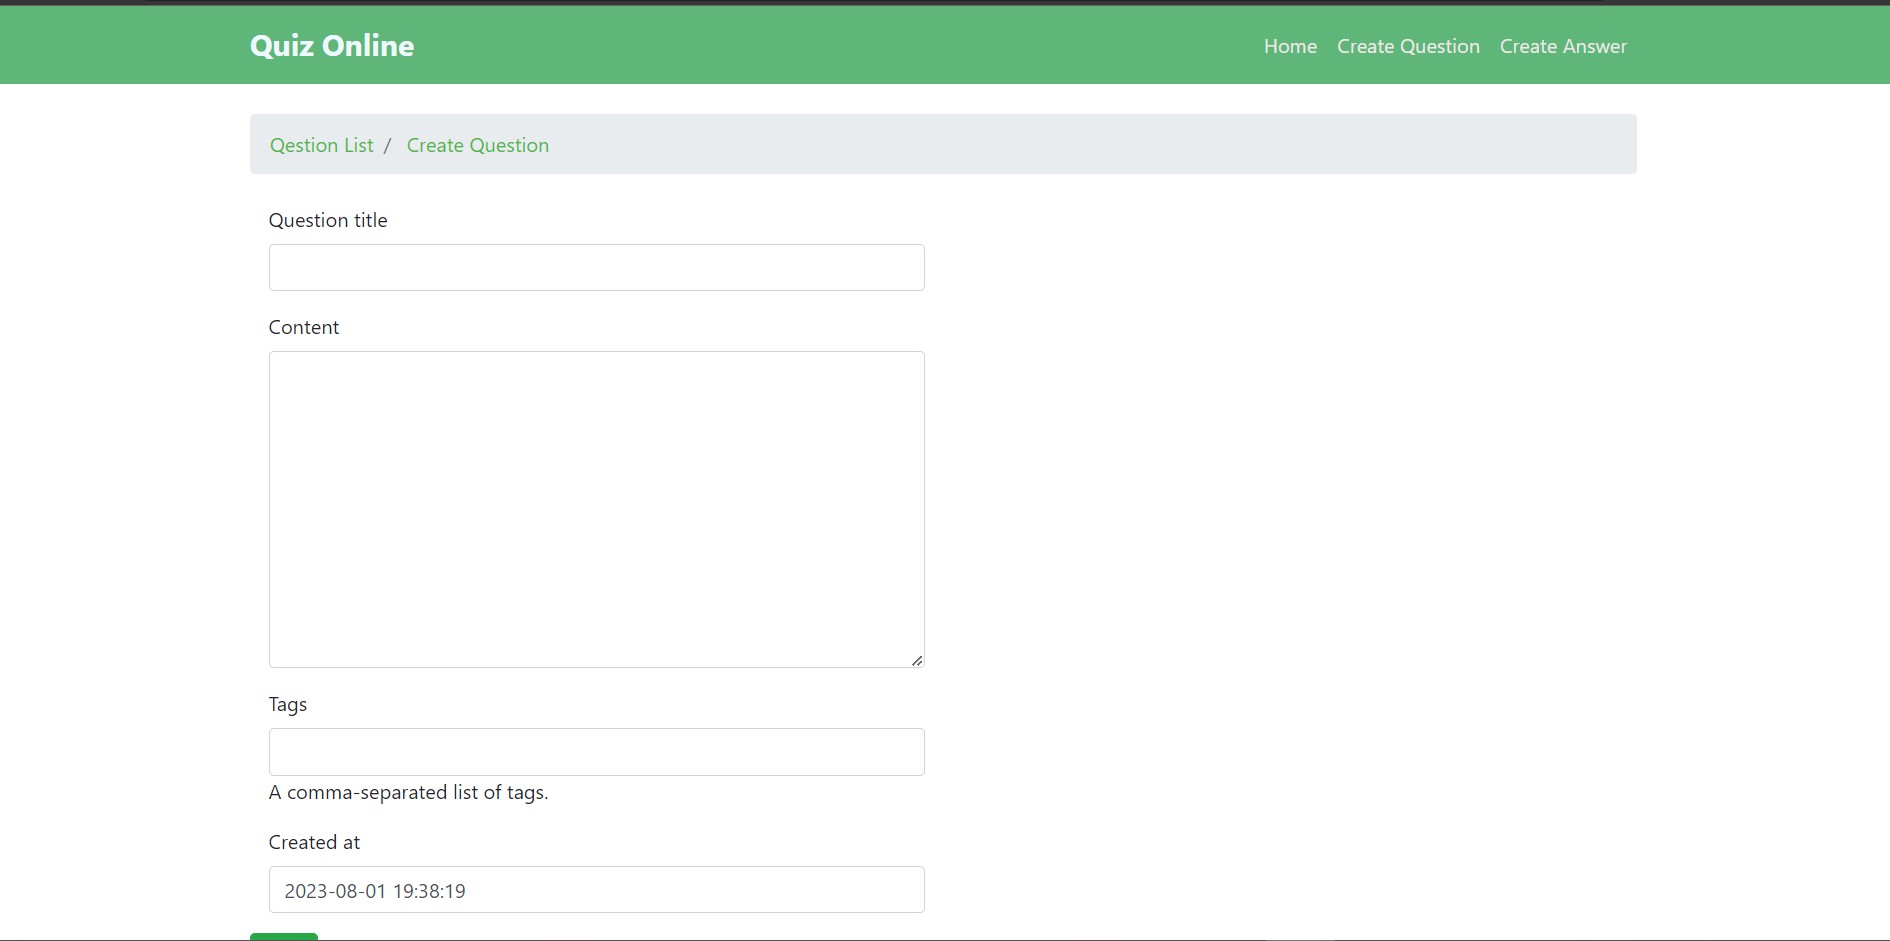 Quiz Online
Home Create Question Create Answer
Qestion List / Create Question
Question title
Content
Tags
A comma-separated list of tags.
Created at
2023-08-01 19:38:19